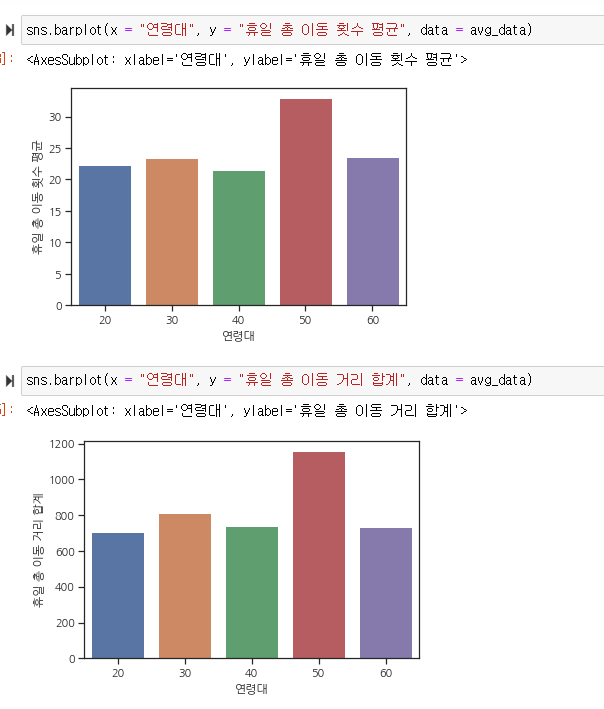 sns.barplot(x = "연령대", y = "휴일 총 이동 횟수 평균", data = avg_data)
]: <AxesSubplot: xlabel='연령대', ylabel='휴일 총 이동 횟수 평균'>
휴일 총 이동 횟수 평균
30
25
20
15
10
5
0
20 30 40 50 60
연령대
sns.barplot(x = "연령대", y = "휴일 총 이동 거리 합계", data = avg_data)
]: <AxesSubplot: xlabel='연령대', ylabel='휴일 총 이동 거리 합계'>
휴일 총 이동 거리 합계
1200
1000
800
600
400
200
0
20 30 40 50 60
연령대